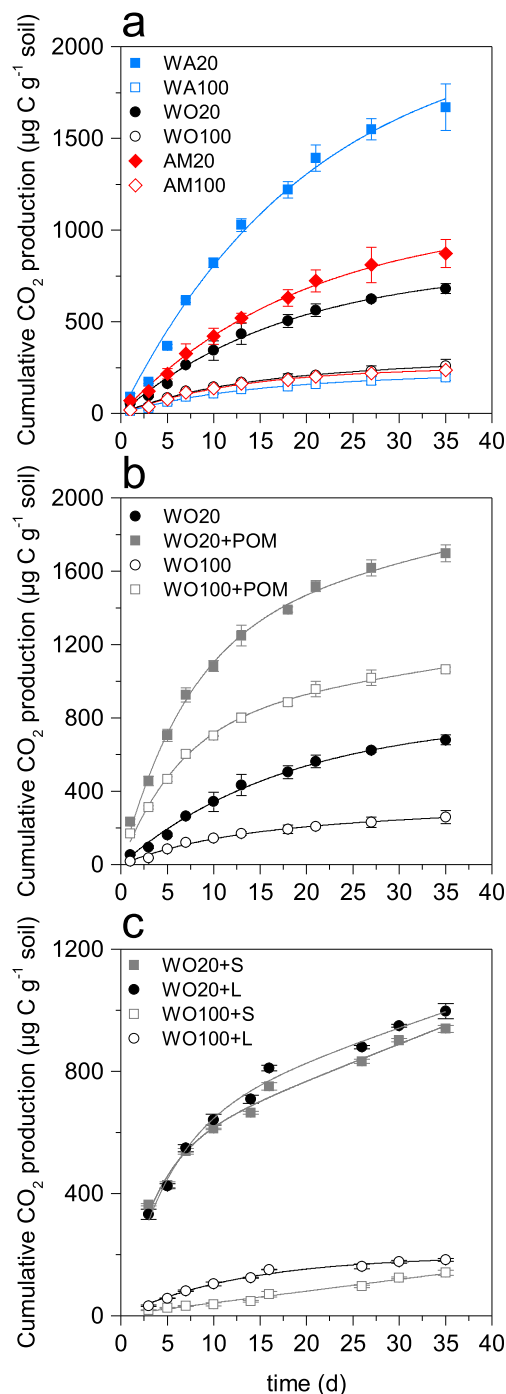 a
Cumulative CO₂ production (µg C g⁻¹ soil)
2000
1500
1000
500
0
WA20
WA100
WO20
WO100
AM20
AM100
0 5 10 15 20 25 30 35 40
b
Cumulative CO₂ production (µg C g⁻¹ soil)
2000
1600
1200
800
400
0
WO20
WO20+POM
WO100
WO100+POM
0 5 10 15 20 25 30 35 40
c
Cumulative CO₂ production (µg C g⁻¹ soil)
1200
800
400
0
WO20+S
WO20+L
WO100+S
WO100+L
0 5 10 15 20 25 30 35 40
time (d)